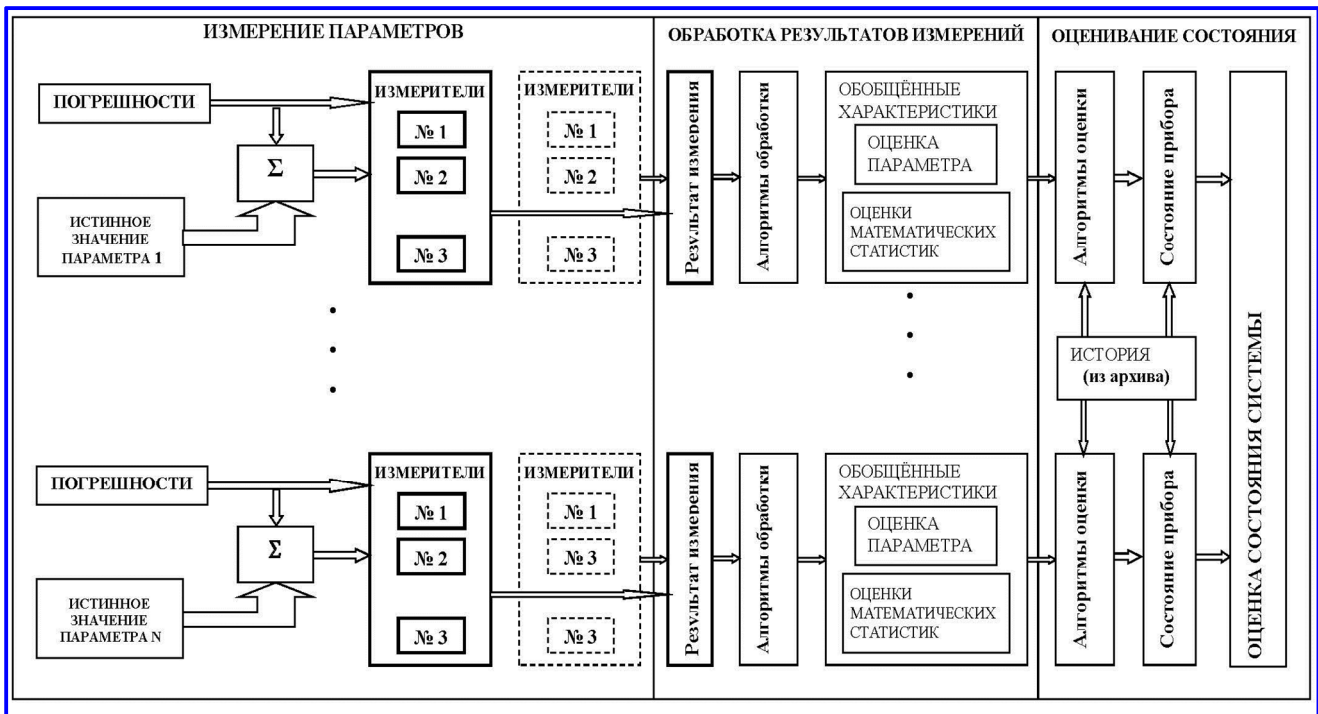 ИЗМЕРЕНИЕ ПАРАМЕТРОВ
ПОГРЕШНОСТИ
Σ
ИСТИННОЕ
ЗНАЧЕНИЕ
ПАРАМЕТРА 1
ИЗМЕРИТЕЛИ
№ 1
№ 2
№ 3
ИЗМЕРИТЕЛИ
№ 1
№ 2
№ 3
ПОГРЕШНОСТИ
Σ
ИСТИННОЕ
ЗНАЧЕНИЕ
ПАРАМЕТРА N
ИЗМЕРИТЕЛИ
№ 1
№ 2
№ 3
ИЗМЕРИТЕЛИ
№ 1
№ 3
№ 3
ОБРАБОТКА РЕЗУЛЬТАТОВ ИЗМЕРЕНИЙ
Результат измерения
Алгоритмы обработки
ОБОБЩЁННЫЕ
ХАРАКТЕРИСТИКИ
ОЦЕНКА
ПАРАМЕТРА
ОЦЕНКИ
МАТЕМАТИЧЕСКИХ
СТАТИСТИК
Результат измерения
Алгоритмы обработки
ОБОБЩЁННЫЕ
ХАРАКТЕРИСТИКИ
ОЦЕНКА
ПАРАМЕТРА
ОЦЕНКИ
МАТЕМАТИЧЕСКИХ
СТАТИСТИК
ОЦЕНИВАНИЕ СОСТОЯНИЯ
Алгоритмы оценки
Состояние прибора
ИСТОРИЯ
(из архива)
Алгоритмы оценки
Состояние прибора
ОЦЕНКА СОСТОЯНИЯ СИСТЕМЫ